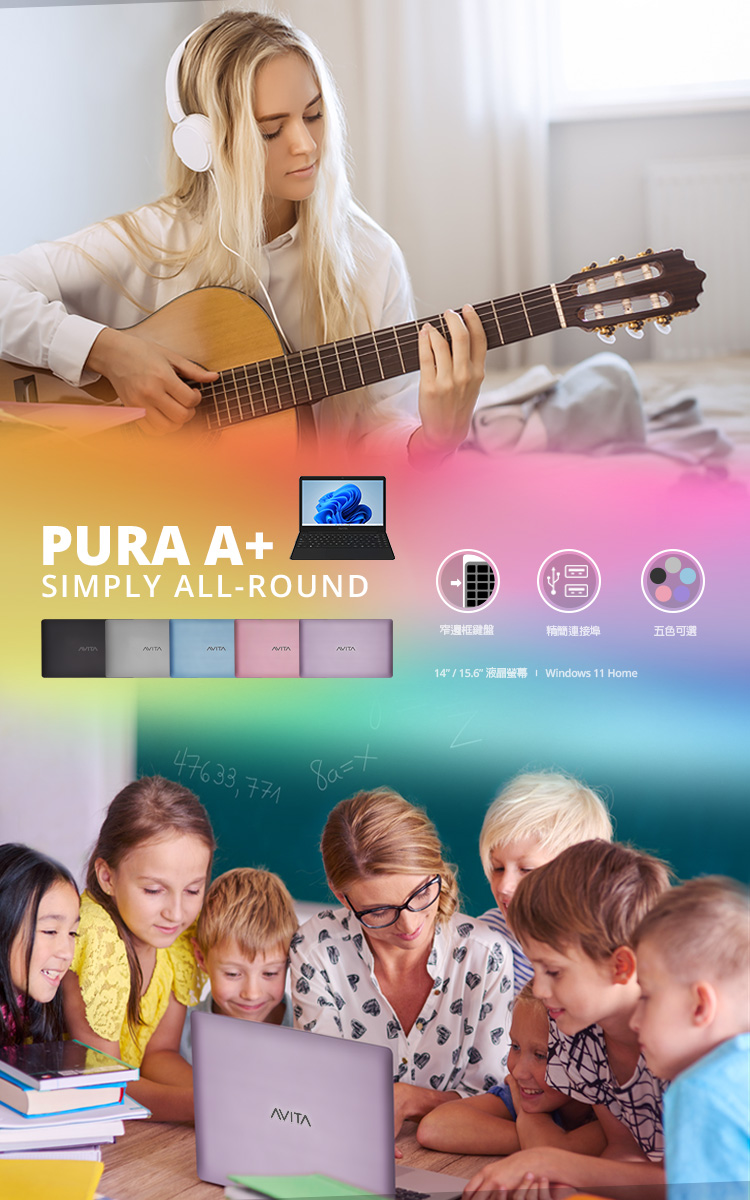 PURA A+
SIMPLY ALL-ROUND
AVITA AVITA AVITA AVITA AVITA
窄邊框鍵盤 精簡連接埠 五色可選
14” / 15.6” 液晶螢幕 | Windows 11 Home
47633,771 8a=x
Z
AVITA